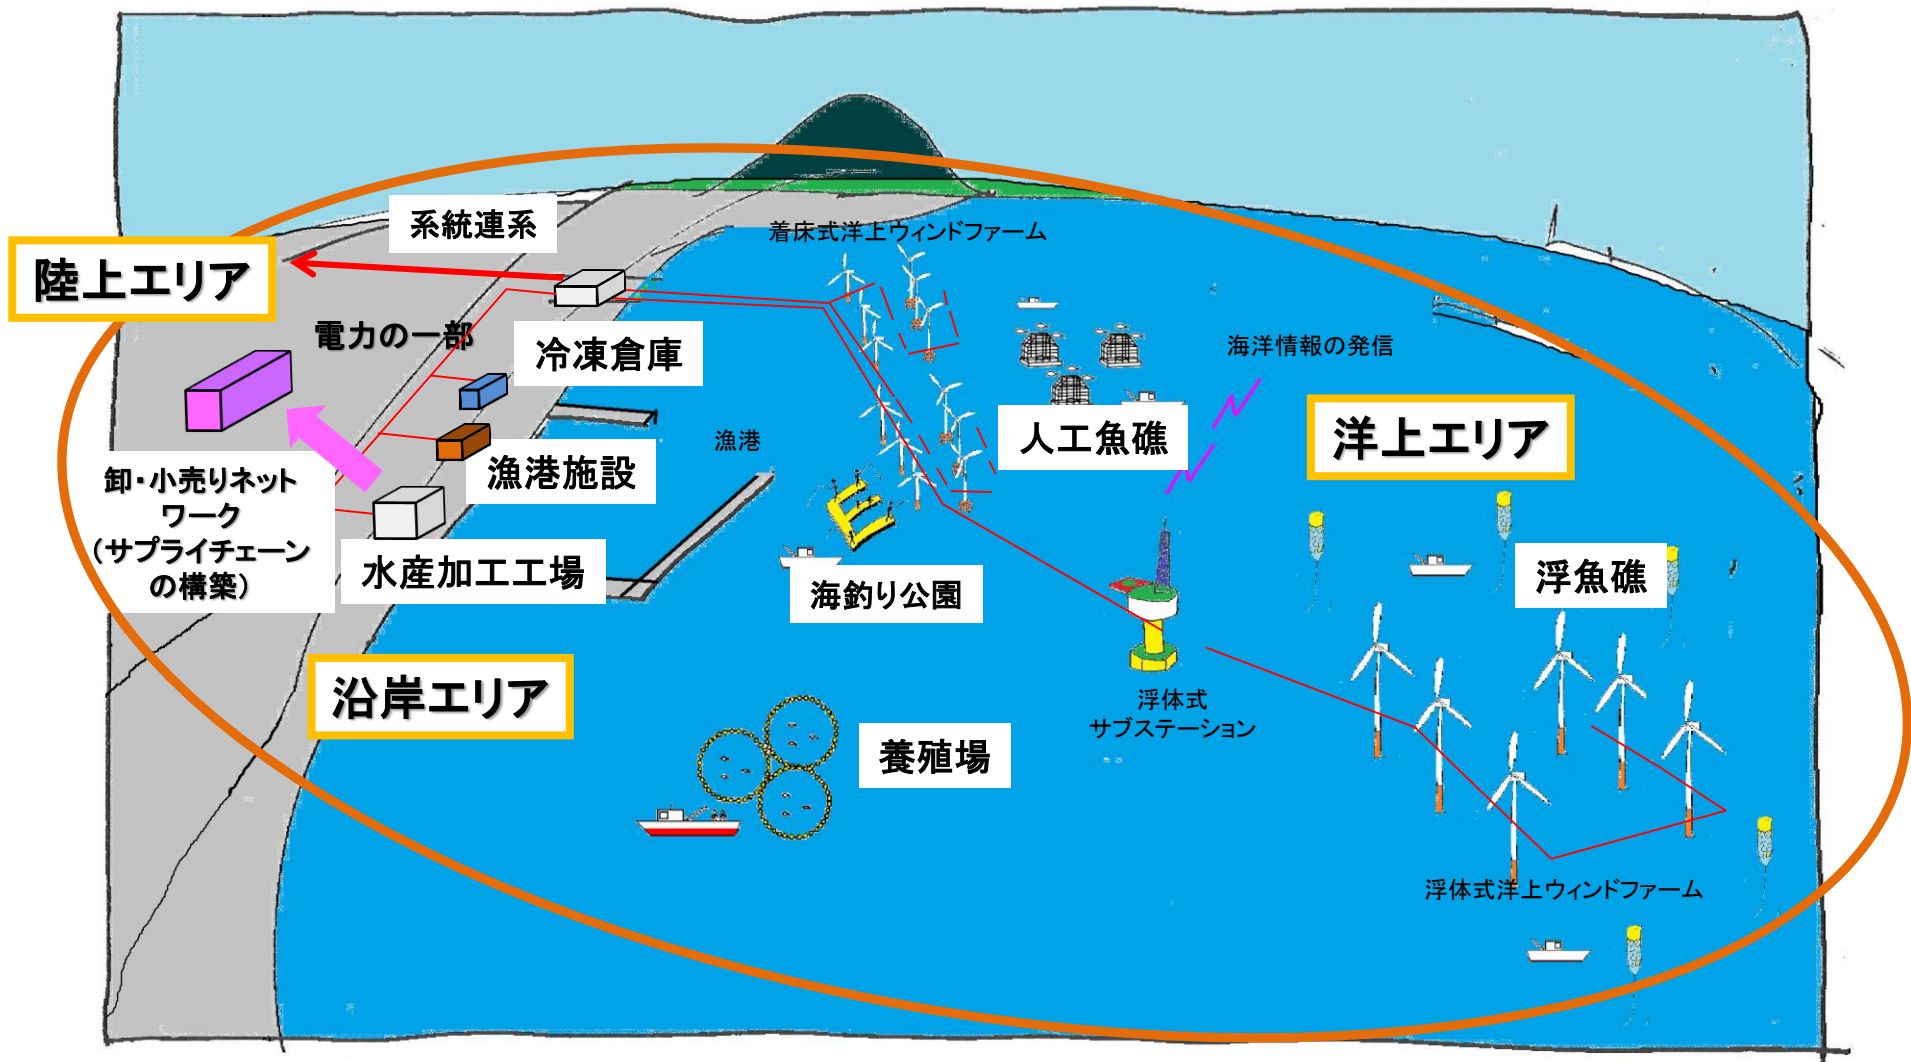 系統連系
着床式洋上ウィンドファーム
陸上エリア
電力の一部
冷凍倉庫
海洋情報の発信
人工魚礁
洋上エリア
漁港
漁港施設
卸・小売りネット
ワーク
(サプライチェーン
の構築)
水産加工工場
海釣り公園
浮魚礁
沿岸エリア
浮体式
サブステーション
養殖場
浮体式洋上ウィンドファーム